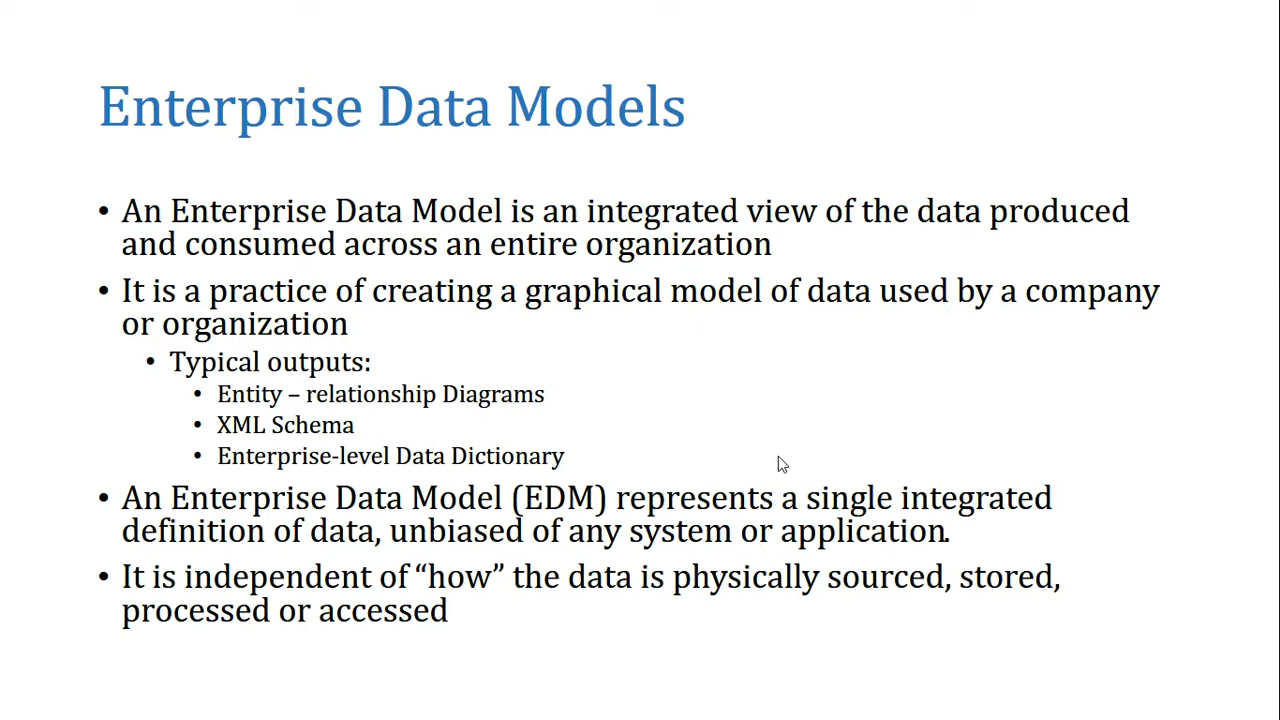 Enterprise Data Models
• An Enterprise Data Model is an integrated view of the data produced
and consumed across an entire organization
• It is a practice of creating a graphical model of data used by a company
or organization
• Typical outputs:
• Entity – relationship Diagrams
• XML Schema
• Enterprise-level Data Dictionary
• An Enterprise Data Model (EDM) represents a single integrated
definition of data, unbiased of any system or application.
• It is independent of “how” the data is physically sourced, stored,
processed or accessed